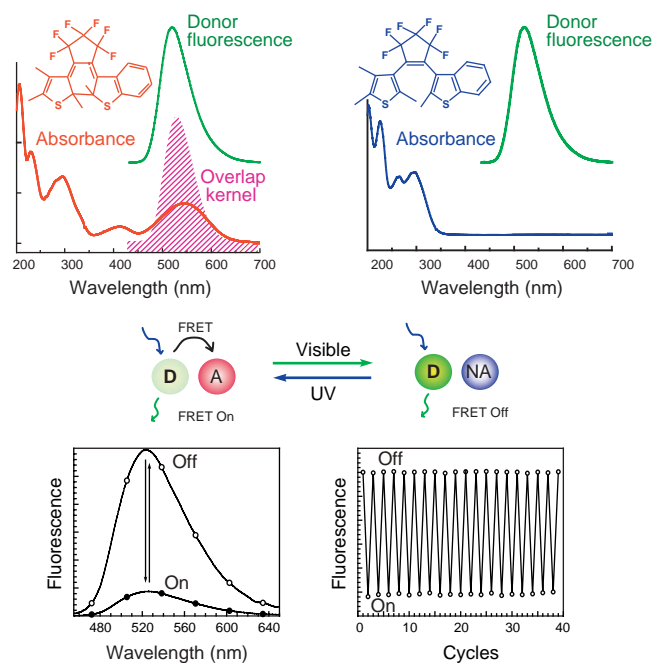 F F
F F
F F
S S
Donor
fluorescence
Absorbance
Overlap
kernel
200 300 400 500 600 700
Wavelength (nm)
F F
F F
F F
S S
Donor
fluorescence
Absorbance
200 300 400 500 600 700
Wavelength (nm)
FRET
D A
FRET On
Visible
UV
D NA
FRET Off
Fluorescence
Off
On
480 520 560 600 640
Wavelength (nm)
Fluorescence
Off
On
0 10 20 30 40
Cycles